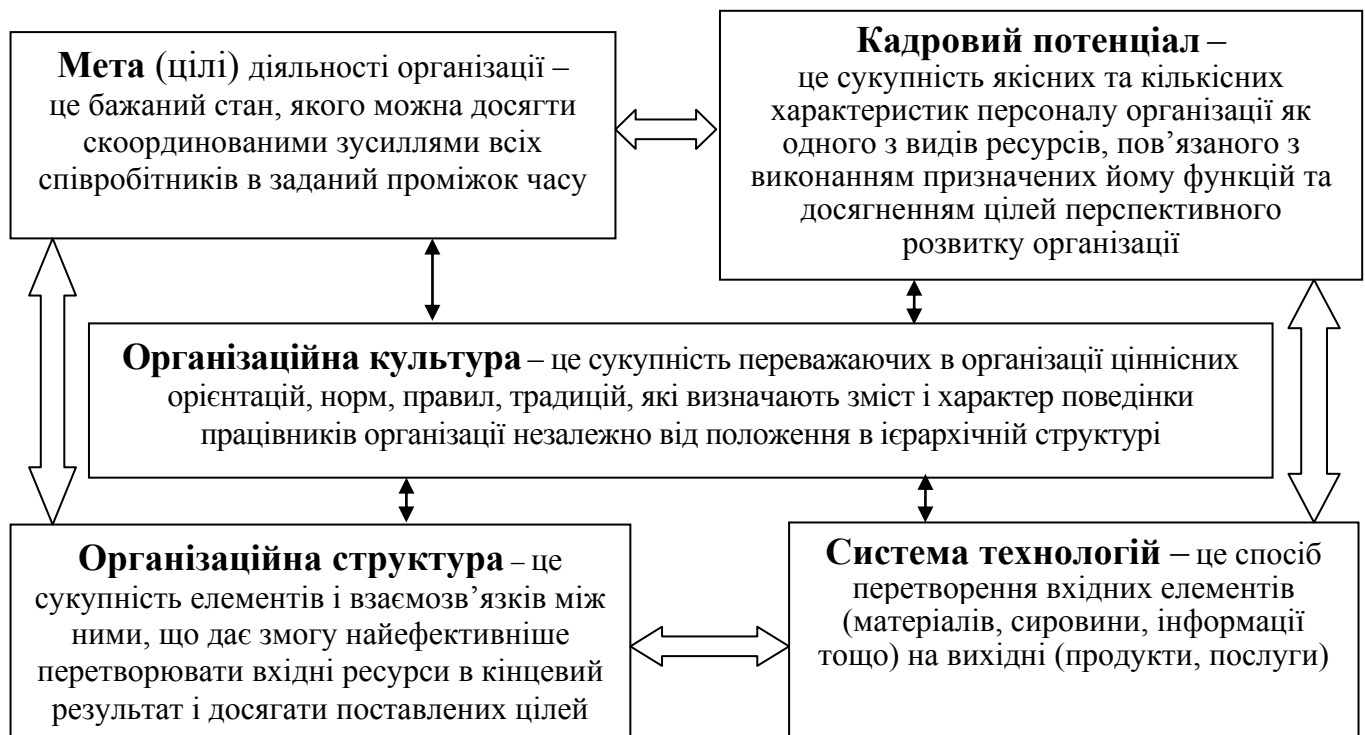 Мета (цілі) діяльності організації –
це бажаний стан, якого можна досягти
скоординованими зусиллями всіх
співробітників в заданий проміжок часу
Кадровий потенціал –
це сукупність якісних та кількісних
характеристик персоналу організації як
одного з видів ресурсів, пов’язаного з
виконанням призначених йому функцій та
досягненням цілей перспективного
розвитку організації
Організаційна культура – це сукупність переважаючих в організації ціннісних
орієнтацій, норм, правил, традицій, які визначають зміст і характер поведінки
працівників організації незалежно від положення в ієрархічній структурі
Організаційна структура – це
сукупність елементів і взаємозв’язків між
ними, що дає змогу найефективніше
перетворювати вхідні ресурси в кінцевий
результат і досягати поставлених цілей
Система технологій – це спосіб
перетворення вхідних елементів
(матеріалів, сировини, інформації
тощо) на вихідні (продукти, послуги)